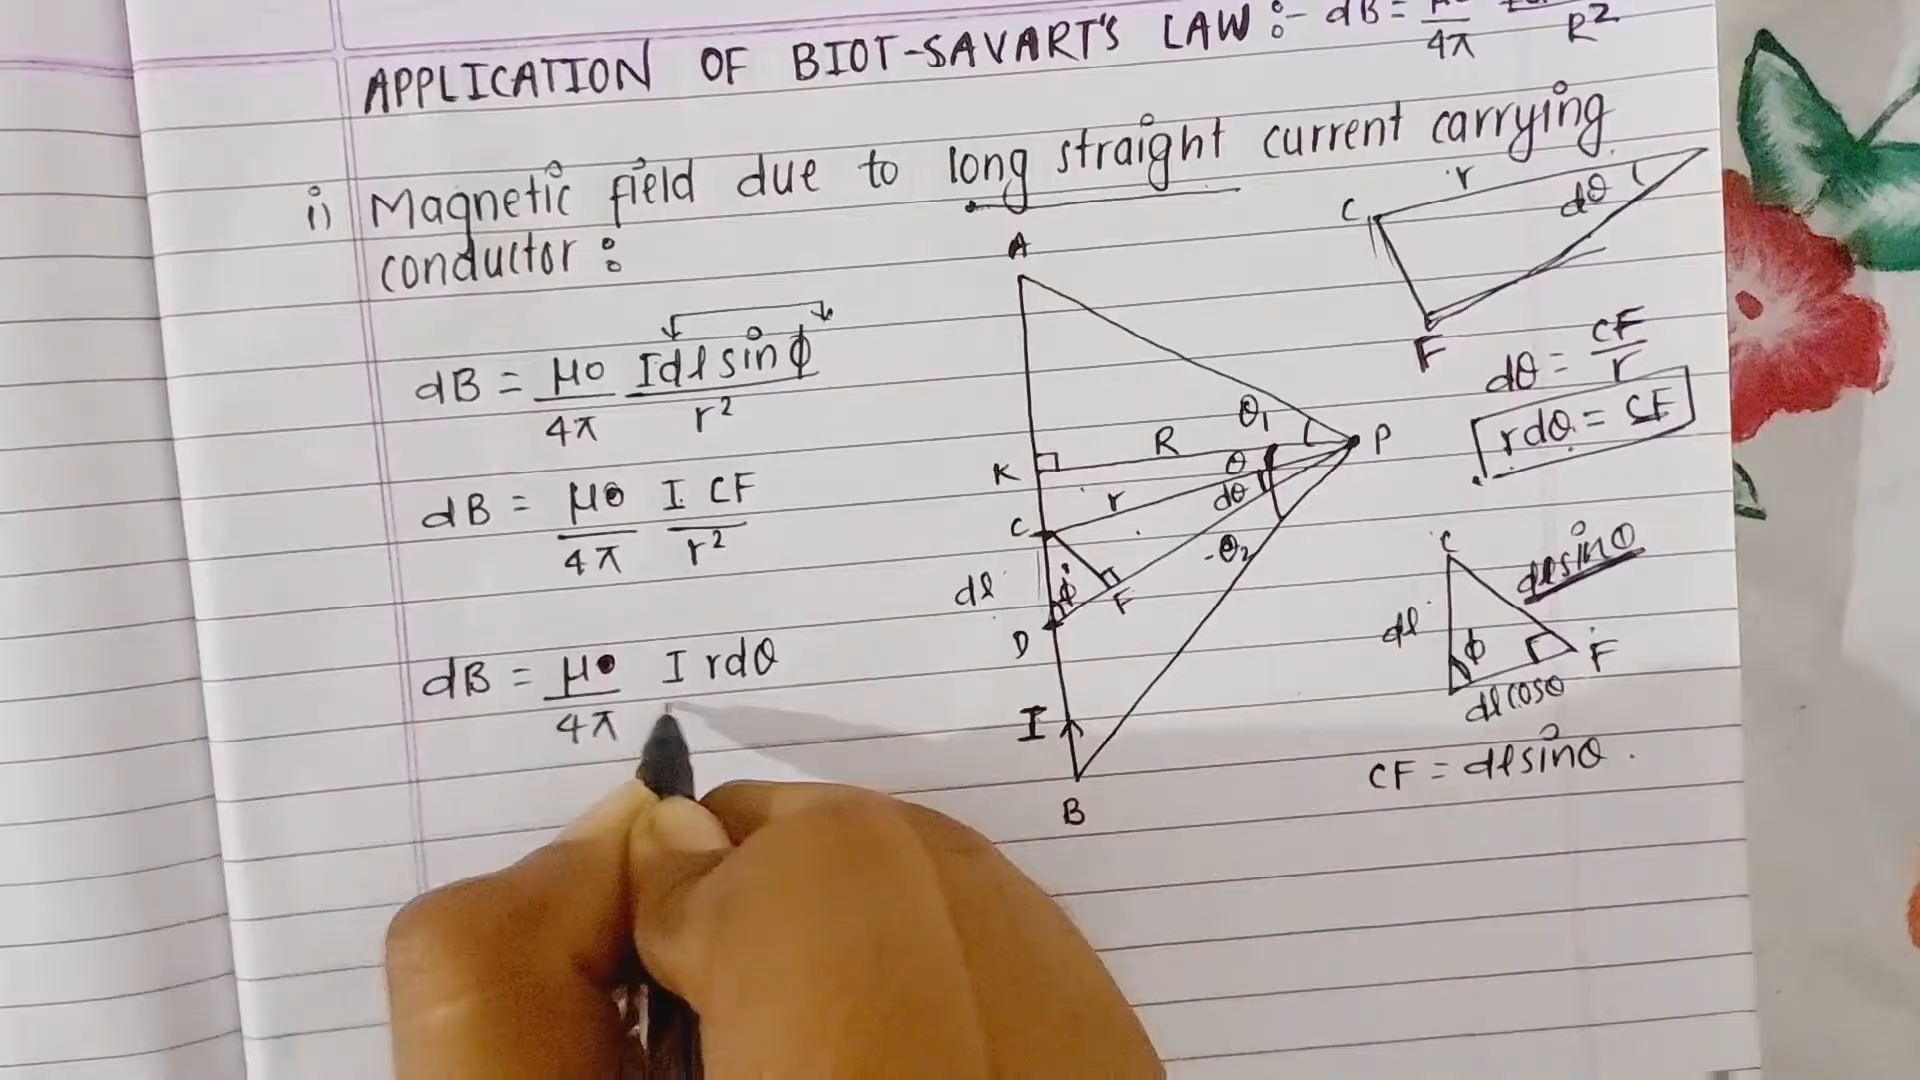 APPLICATION OF BIOT-SAVART'S LAW :- dB = μ0/4π R²
i) Magnetic field due to long straight current carrying
conductor :
dB = μ0/4π Idl sinϕ/r²
dB = μ0/4π I CF/r²
dB = μ0/4π I rdθ
A
θ₁
R
P
K
θ
r
dθ
C
-θ₂
dl
ϕ
F
D
I
B
r
C
dθ
F
dθ = CF/r
rdθ = CF
C
dlsinθ
dl
ϕ
F
dlcosθ
CF = dlsinθ.